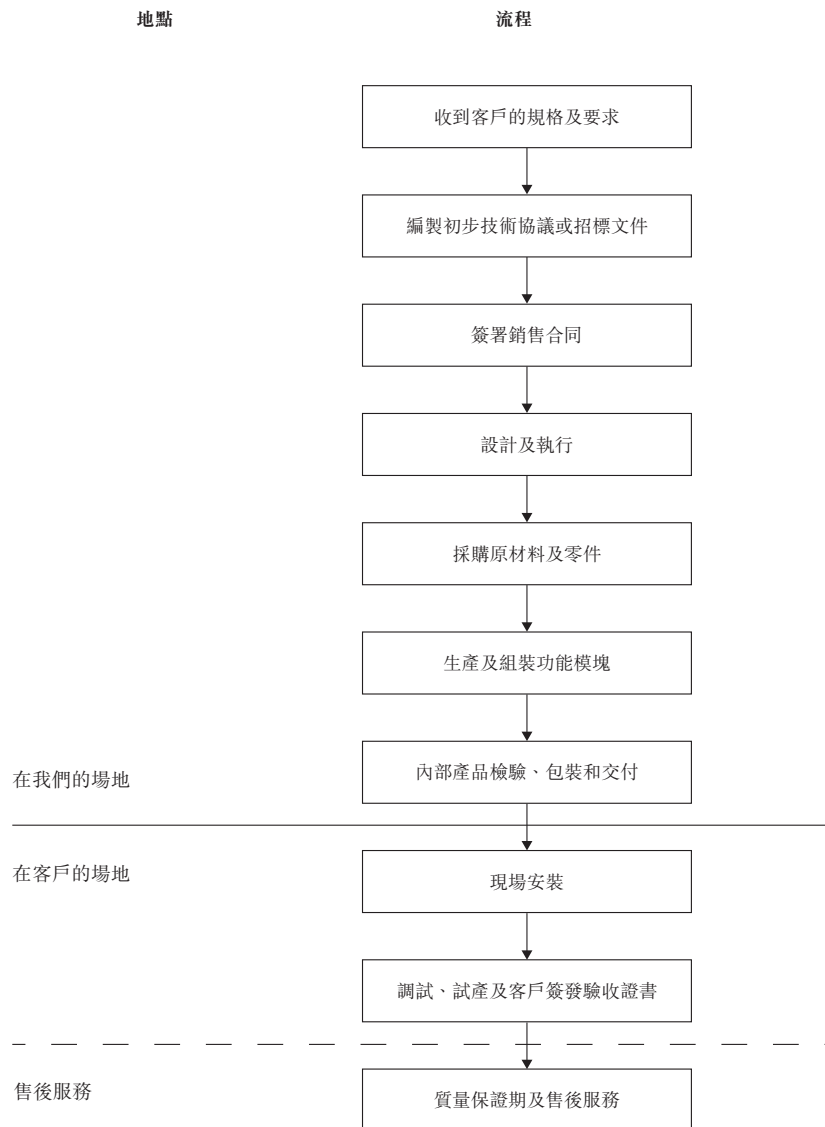 地點 流程
收到客戶的規格及要求
編製初步技術協議或招標文件
簽署銷售合同
設計及執行
採購原材料及零件
生產及組裝功能模塊
在我們的場地
內部產品檢驗、包裝和交付
在客戶的場地
現場安裝
調試、試產及客戶簽發驗收證書
售後服務
質量保證期及售後服務